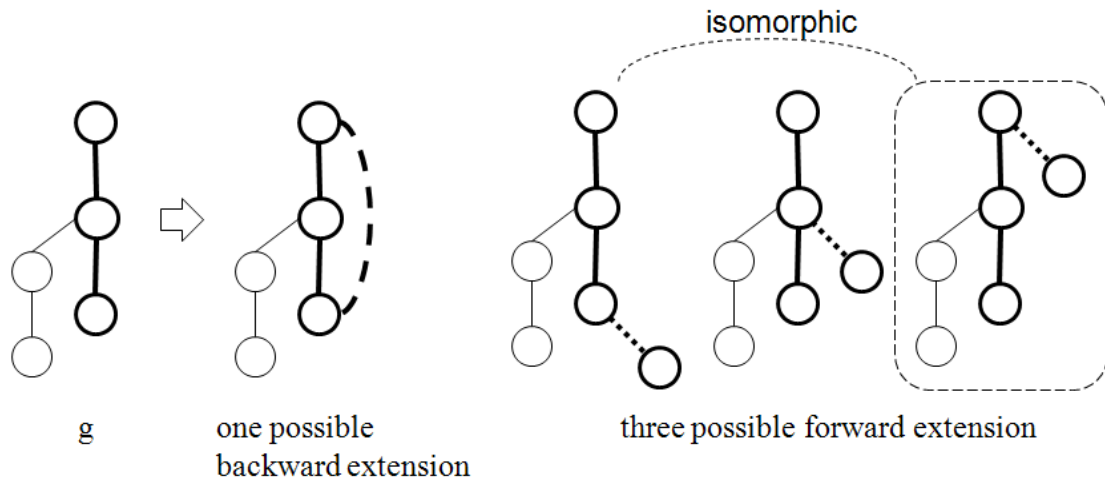 isomorphic
g
one possible
backward extension
three possible forward extension